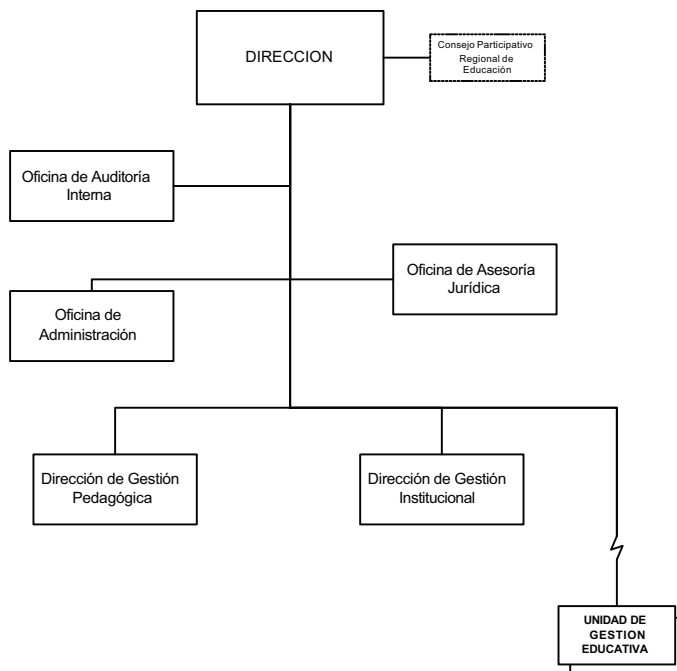 DIRECCION
Consejo Participativo
Regional de
Educación
Oficina de Auditoría
Interna
Oficina de Asesoría
Jurídica
Oficina de
Administración
Dirección de Gestión
Pedagógica
Dirección de Gestión
Institucional
UNIDAD DE
GESTION
EDUCATIVA